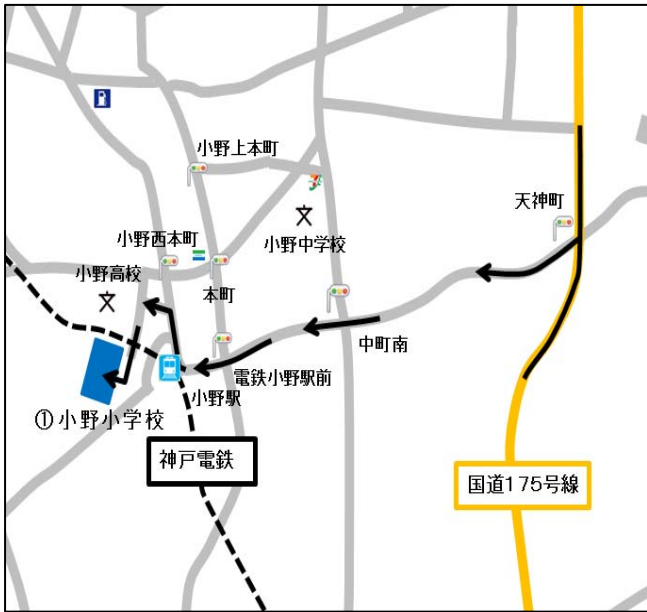 小野上本町
天神町
小野西本町
小野中学校
小野高校
本町
中町南
電鉄小野駅前
小野駅
①小野小学校
神戸電鉄
国道175号線